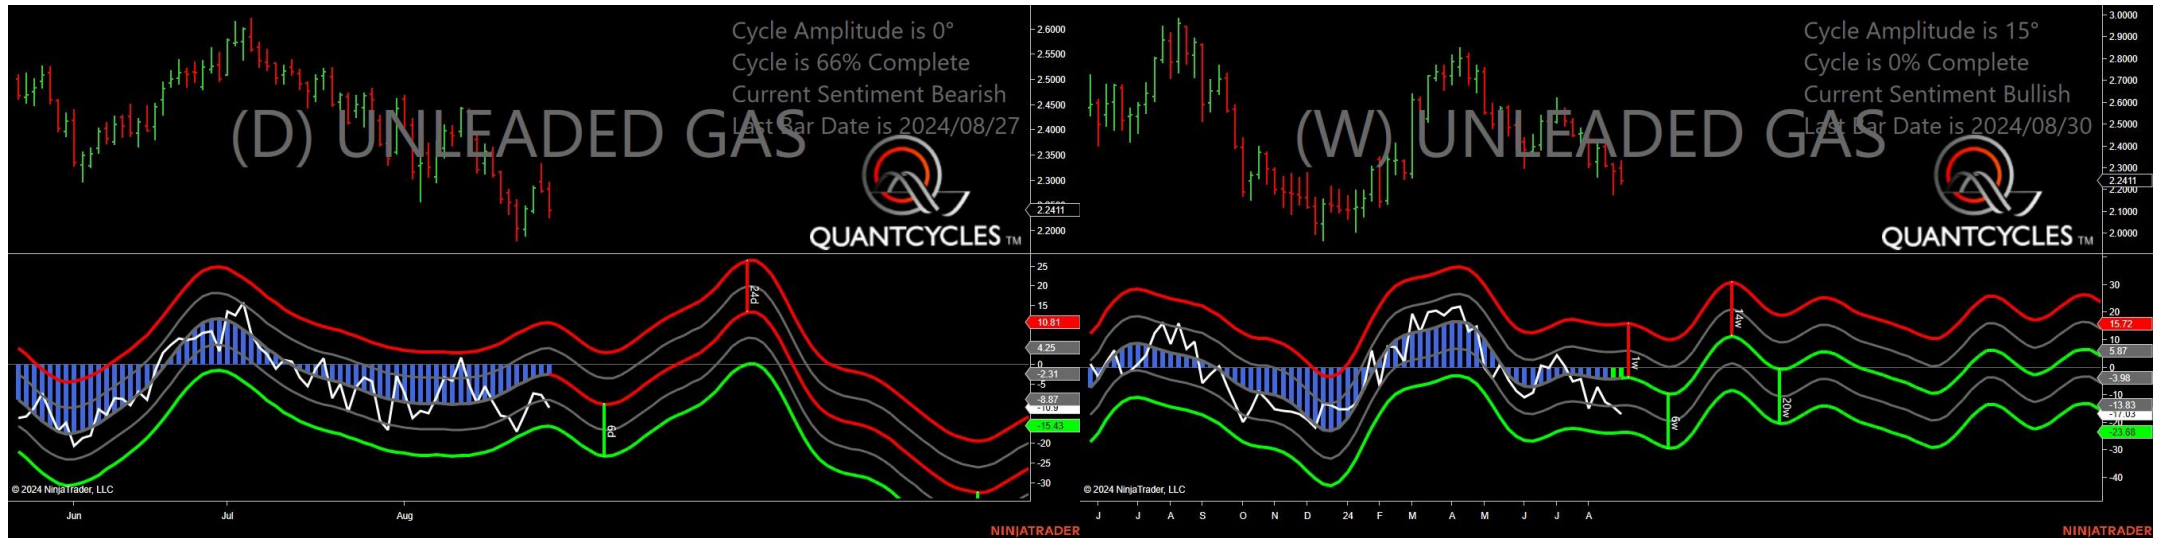 Cycle Amplitude is 0°
Cycle is 66% Complete
Current Sentiment Bearish
Last Bar Date is 2024/08/27
(D) UNLEADED GAS
QUANTCYCLES TM
2.6000
2.5500
2.5000
2.4500
2.4000
2.3500
2.3000
2.2411
2.2000
25
20
15
10.81
4.25
0
-2.31
-5
-8.87
-10.9
-15.43
-20
-25
-30
24d
6d
© 2024 NinjaTrader, LLC
Jun Jul Aug
NINJATRADER
Cycle Amplitude is 15°
Cycle is 0% Complete
Current Sentiment Bullish
Last Bar Date is 2024/08/30
(W) UNLEADED GAS
QUANTCYCLES TM
3.0000
2.9000
2.8000
2.7000
2.6000
2.5000
2.4000
2.3000
2.2411
2.2000
2.1000
2.0000
30
20
15.72
10
5.87
0
-3.98
-10
-13.83
-17.03
-20
-23.68
-30
-40
1w
14w
6w
20w
© 2024 NinjaTrader, LLC
J J A S O N D 24 F M A M J J A
NINJATRADER